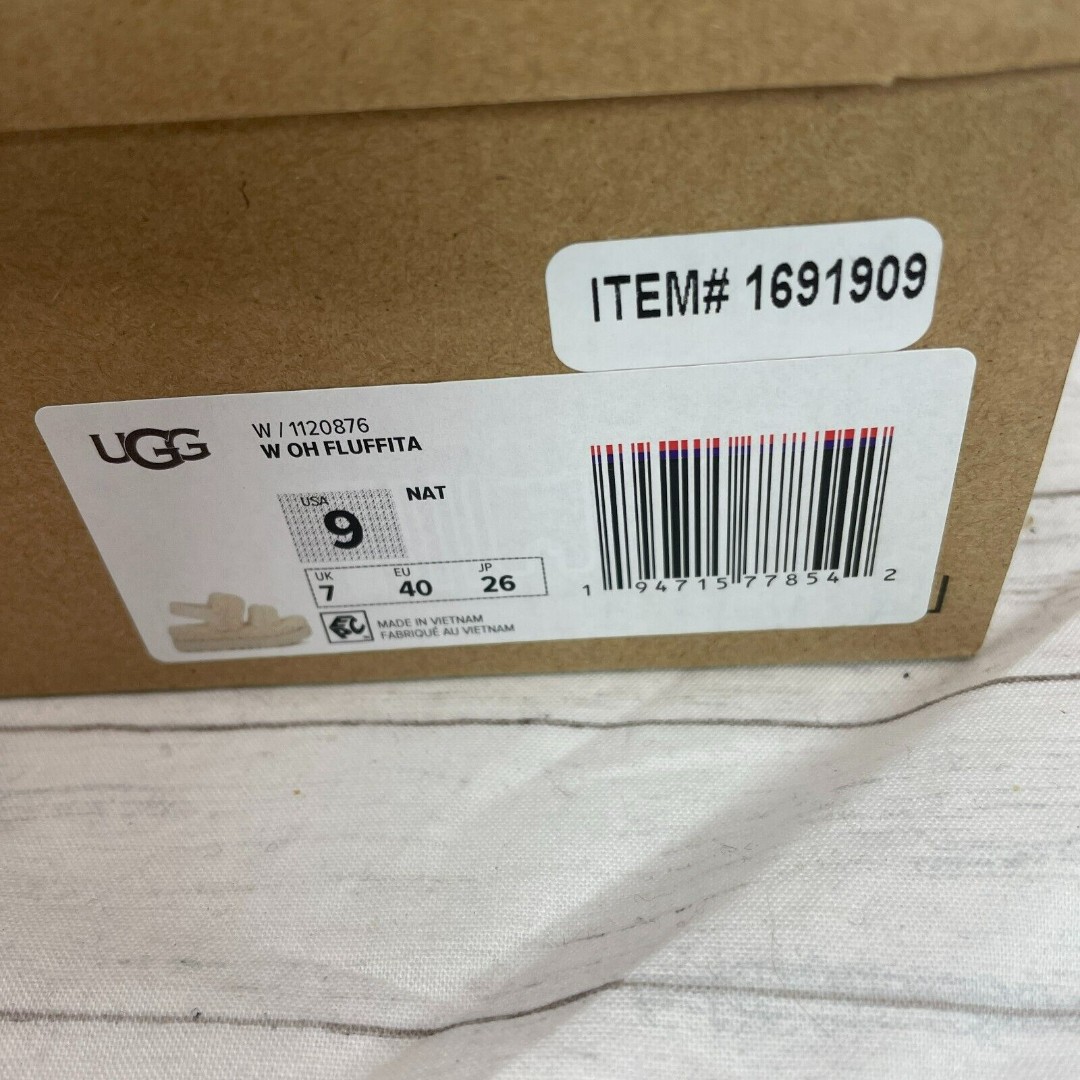 ITEM# 1691909
UGG
W / 1120876
W OH FLUFFITA
NAT
USA
9
UK EU JP
7 40 26
MADE IN VIETNAM
FABRIQUÉ AU VIETNAM
1 94715 77854 2